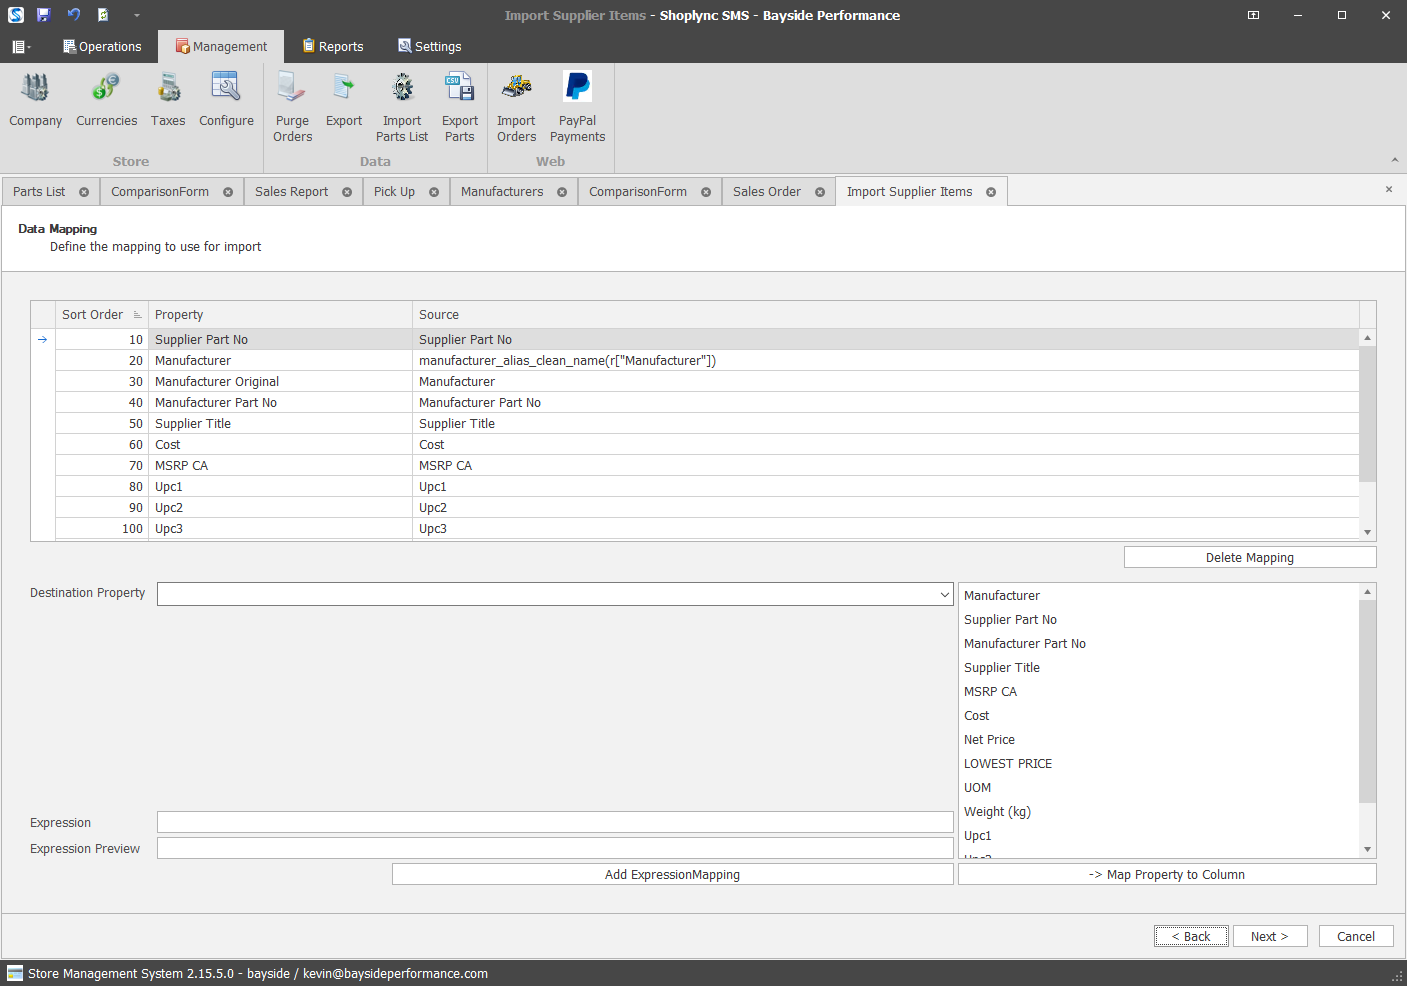 Import Supplier Items - Shoplync SMS - Bayside Performance
Operations Management Reports Settings
Company Currencies Taxes Configure Purge Orders Export Import Parts List Export Parts Import Orders PayPal Payments
Store Data Web
Parts List ComparisonForm Sales Report Pick Up Manufacturers ComparisonForm Sales Order Import Supplier Items
Data Mapping
Define the mapping to use for import
Sort Order Property Source
10 Supplier Part No Supplier Part No
20 Manufacturer manufacturer_alias_clean_name(r["Manufacturer"])
30 Manufacturer Original Manufacturer
40 Manufacturer Part No Manufacturer Part No
50 Supplier Title Supplier Title
60 Cost Cost
70 MSRP CA MSRP CA
80 Upc1 Upc1
90 Upc2 Upc2
100 Upc3 Upc3
Delete Mapping
Destination Property
Manufacturer
Supplier Part No
Manufacturer Part No
Supplier Title
MSRP CA
Cost
Net Price
LOWEST PRICE
UOM
Weight (kg)
Upc1
Expression
Expression Preview
Add ExpressionMapping
-> Map Property to Column
< Back Next > Cancel
Store Management System 2.15.5.0 - bayside / kevin@baysideperformance.com